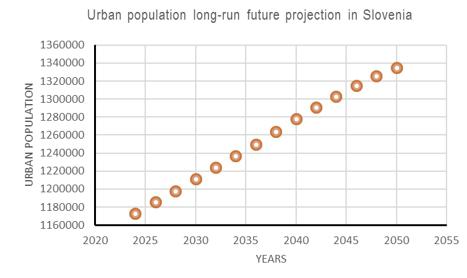 Urban population long-run future projection in Slovenia
1360000
1340000
1320000
1300000
1280000
1260000
1240000
1220000
1200000
1180000
1160000
URBAN POPULATION
2020 2025 2030 2035 2040 2045 2050 2055
YEARS